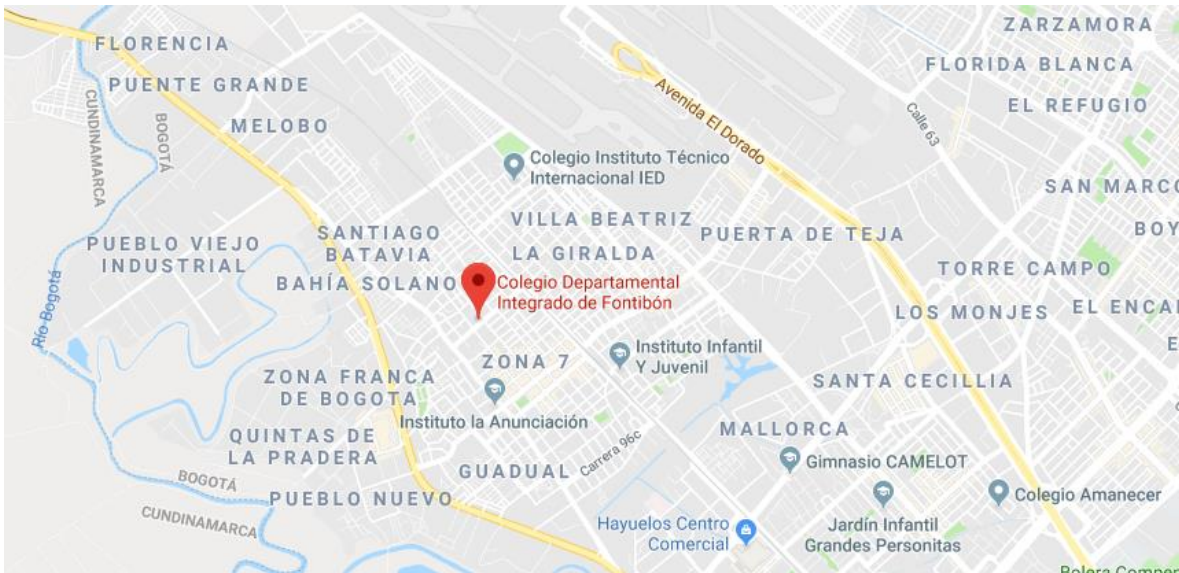 ZARZAMORA
FLORENCIA
FLORIDA BLANCA
PUENTE GRANDE
Avenida El Dorado
EL REFUGIO
CUNDINAMARCA
BOGOTÁ
MELOBO
Calle 63
Colegio Instituto Técnico
Internacional IED
SAN MARCO
VILLA BEATRIZ
PUERTA DE TEJA
BOY
SANTIAGO
BATAVIA
PUEBLO VIEJO
INDUSTRIAL
LA GIRALDA
TORRE CAMPO
BAHÍA SOLANO
Colegio Departamental
Integrado de Fontibón
Río Bogotá
LOS MONJES
EL ENCA
E
Instituto Infantil
Y Juvenil
ZONA 7
ZONA FRANCA
DE BOGOTA
SANTA CECILLIA
Instituto la Anunciación
MALLORCA
QUINTAS DE
LA PRADERA
Carrera 96c
GUADUAL
Gimnasio CAMELOT
BOGOTÁ
PUEBLO NUEVO
Colegio Amanecer
CUNDINAMARCA
Hayuelos Centro
Comercial
Jardín Infantil
Grandes Personitas